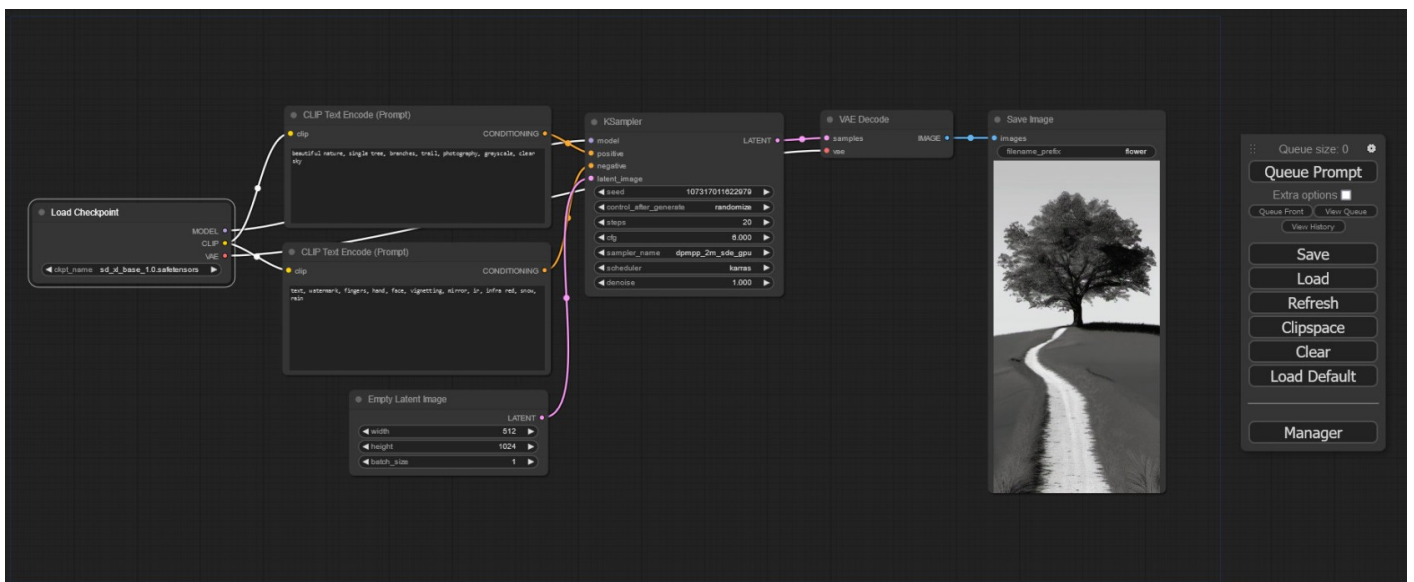 Load Checkpoint
MODEL
CLIP
VAE
ckpt_name sd_xl_base_1.0.safetensors
CLIP Text Encode (Prompt)
clip CONDITIONING
beautiful nature, single tree, branches, trail, photography, greyscale, clear
sky
CLIP Text Encode (Prompt)
clip CONDITIONING
text, watermark, fingers, hand, face, vignetting, mirror, ir, infra red, snow,
rain
Empty Latent Image
LATENT
width 512
height 1024
batch_size 1
KSampler
model LATENT
positive
negative
latent_image
seed 107317011622979
control_after_generate randomize
steps 20
cfg 8.000
sampler_name dpmpp_2m_sde_gpu
scheduler karras
denoise 1.000
VAE Decode
samples IMAGE
vae
Save Image
images
filename_prefix flower
Queue size: 0
Queue Prompt
Extra options
Queue Front View Queue
View History
Save
Load
Refresh
Clipspace
Clear
Load Default
Manager